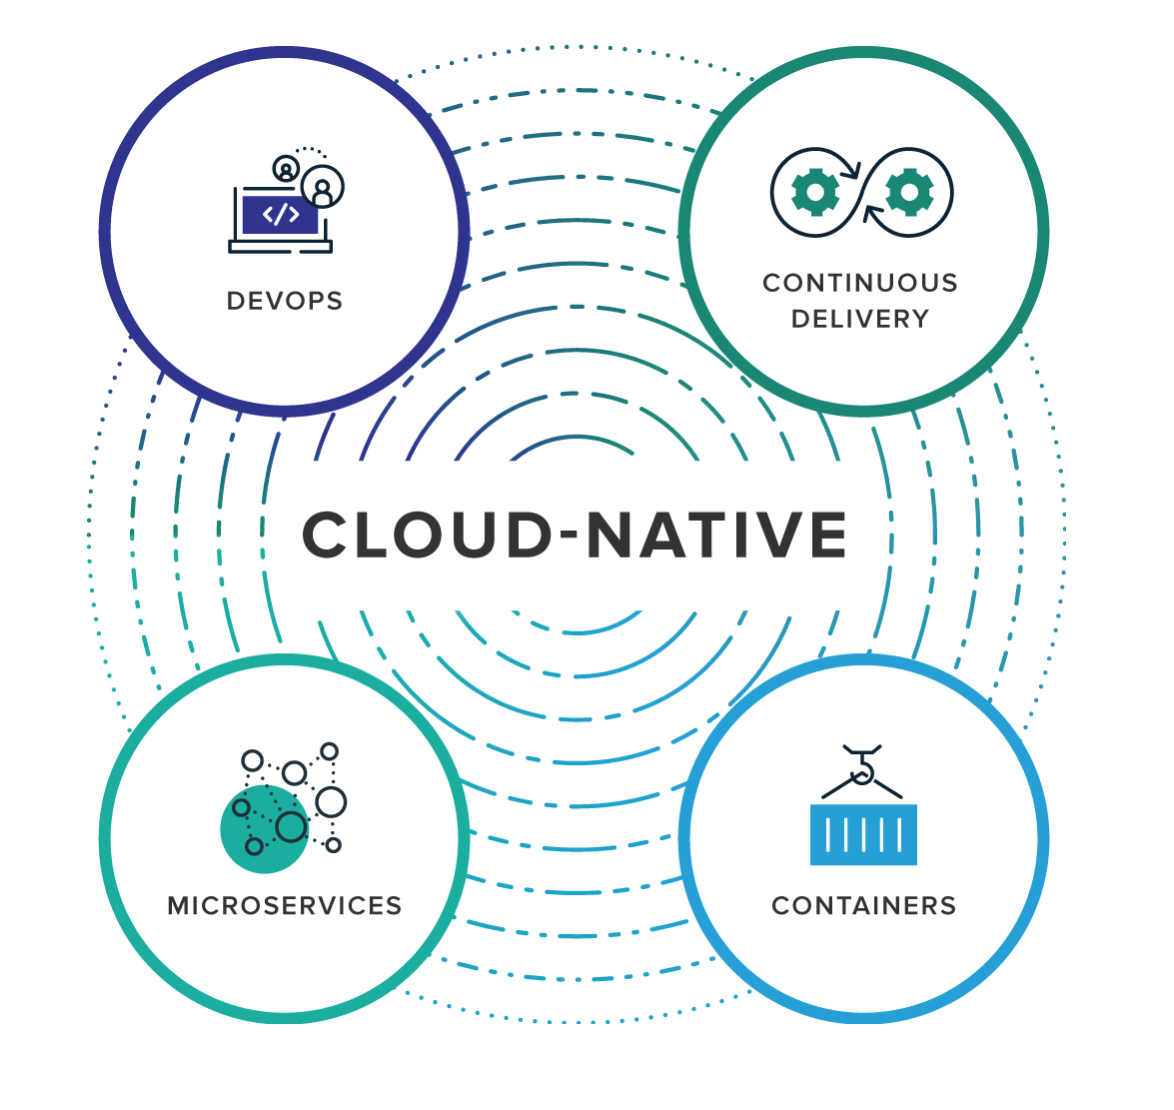 DEVOPS
CONTINUOUS
DELIVERY
</>
CLOUD-NATIVE
MICROSERVICES
CONTAINERS